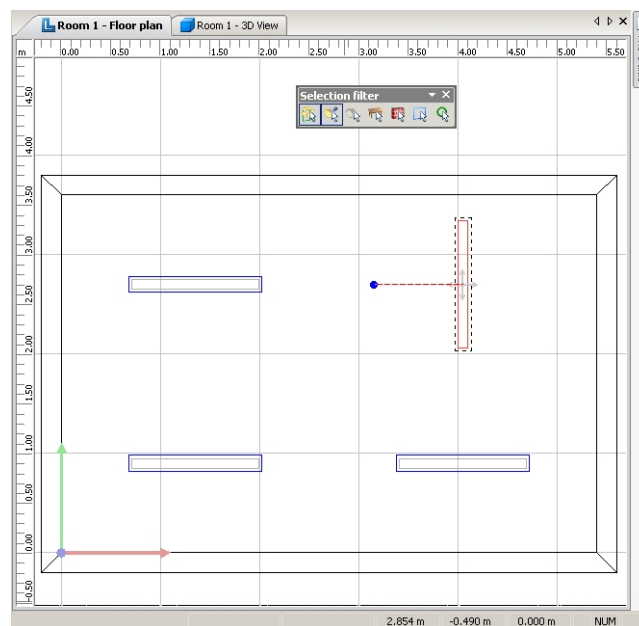 Room 1 - Floor plan
Room 1 - 3D View
m 0.00 0.50 1.00 1.50 2.00 2.50 3.00 3.50 4.00 4.50 5.00 5.50
Selection filter
4.50
4.00
3.50
3.00
2.50
2.00
1.50
1.00
0.50
0.00
-0.50
2.854 m -0.490 m 0.000 m NUM